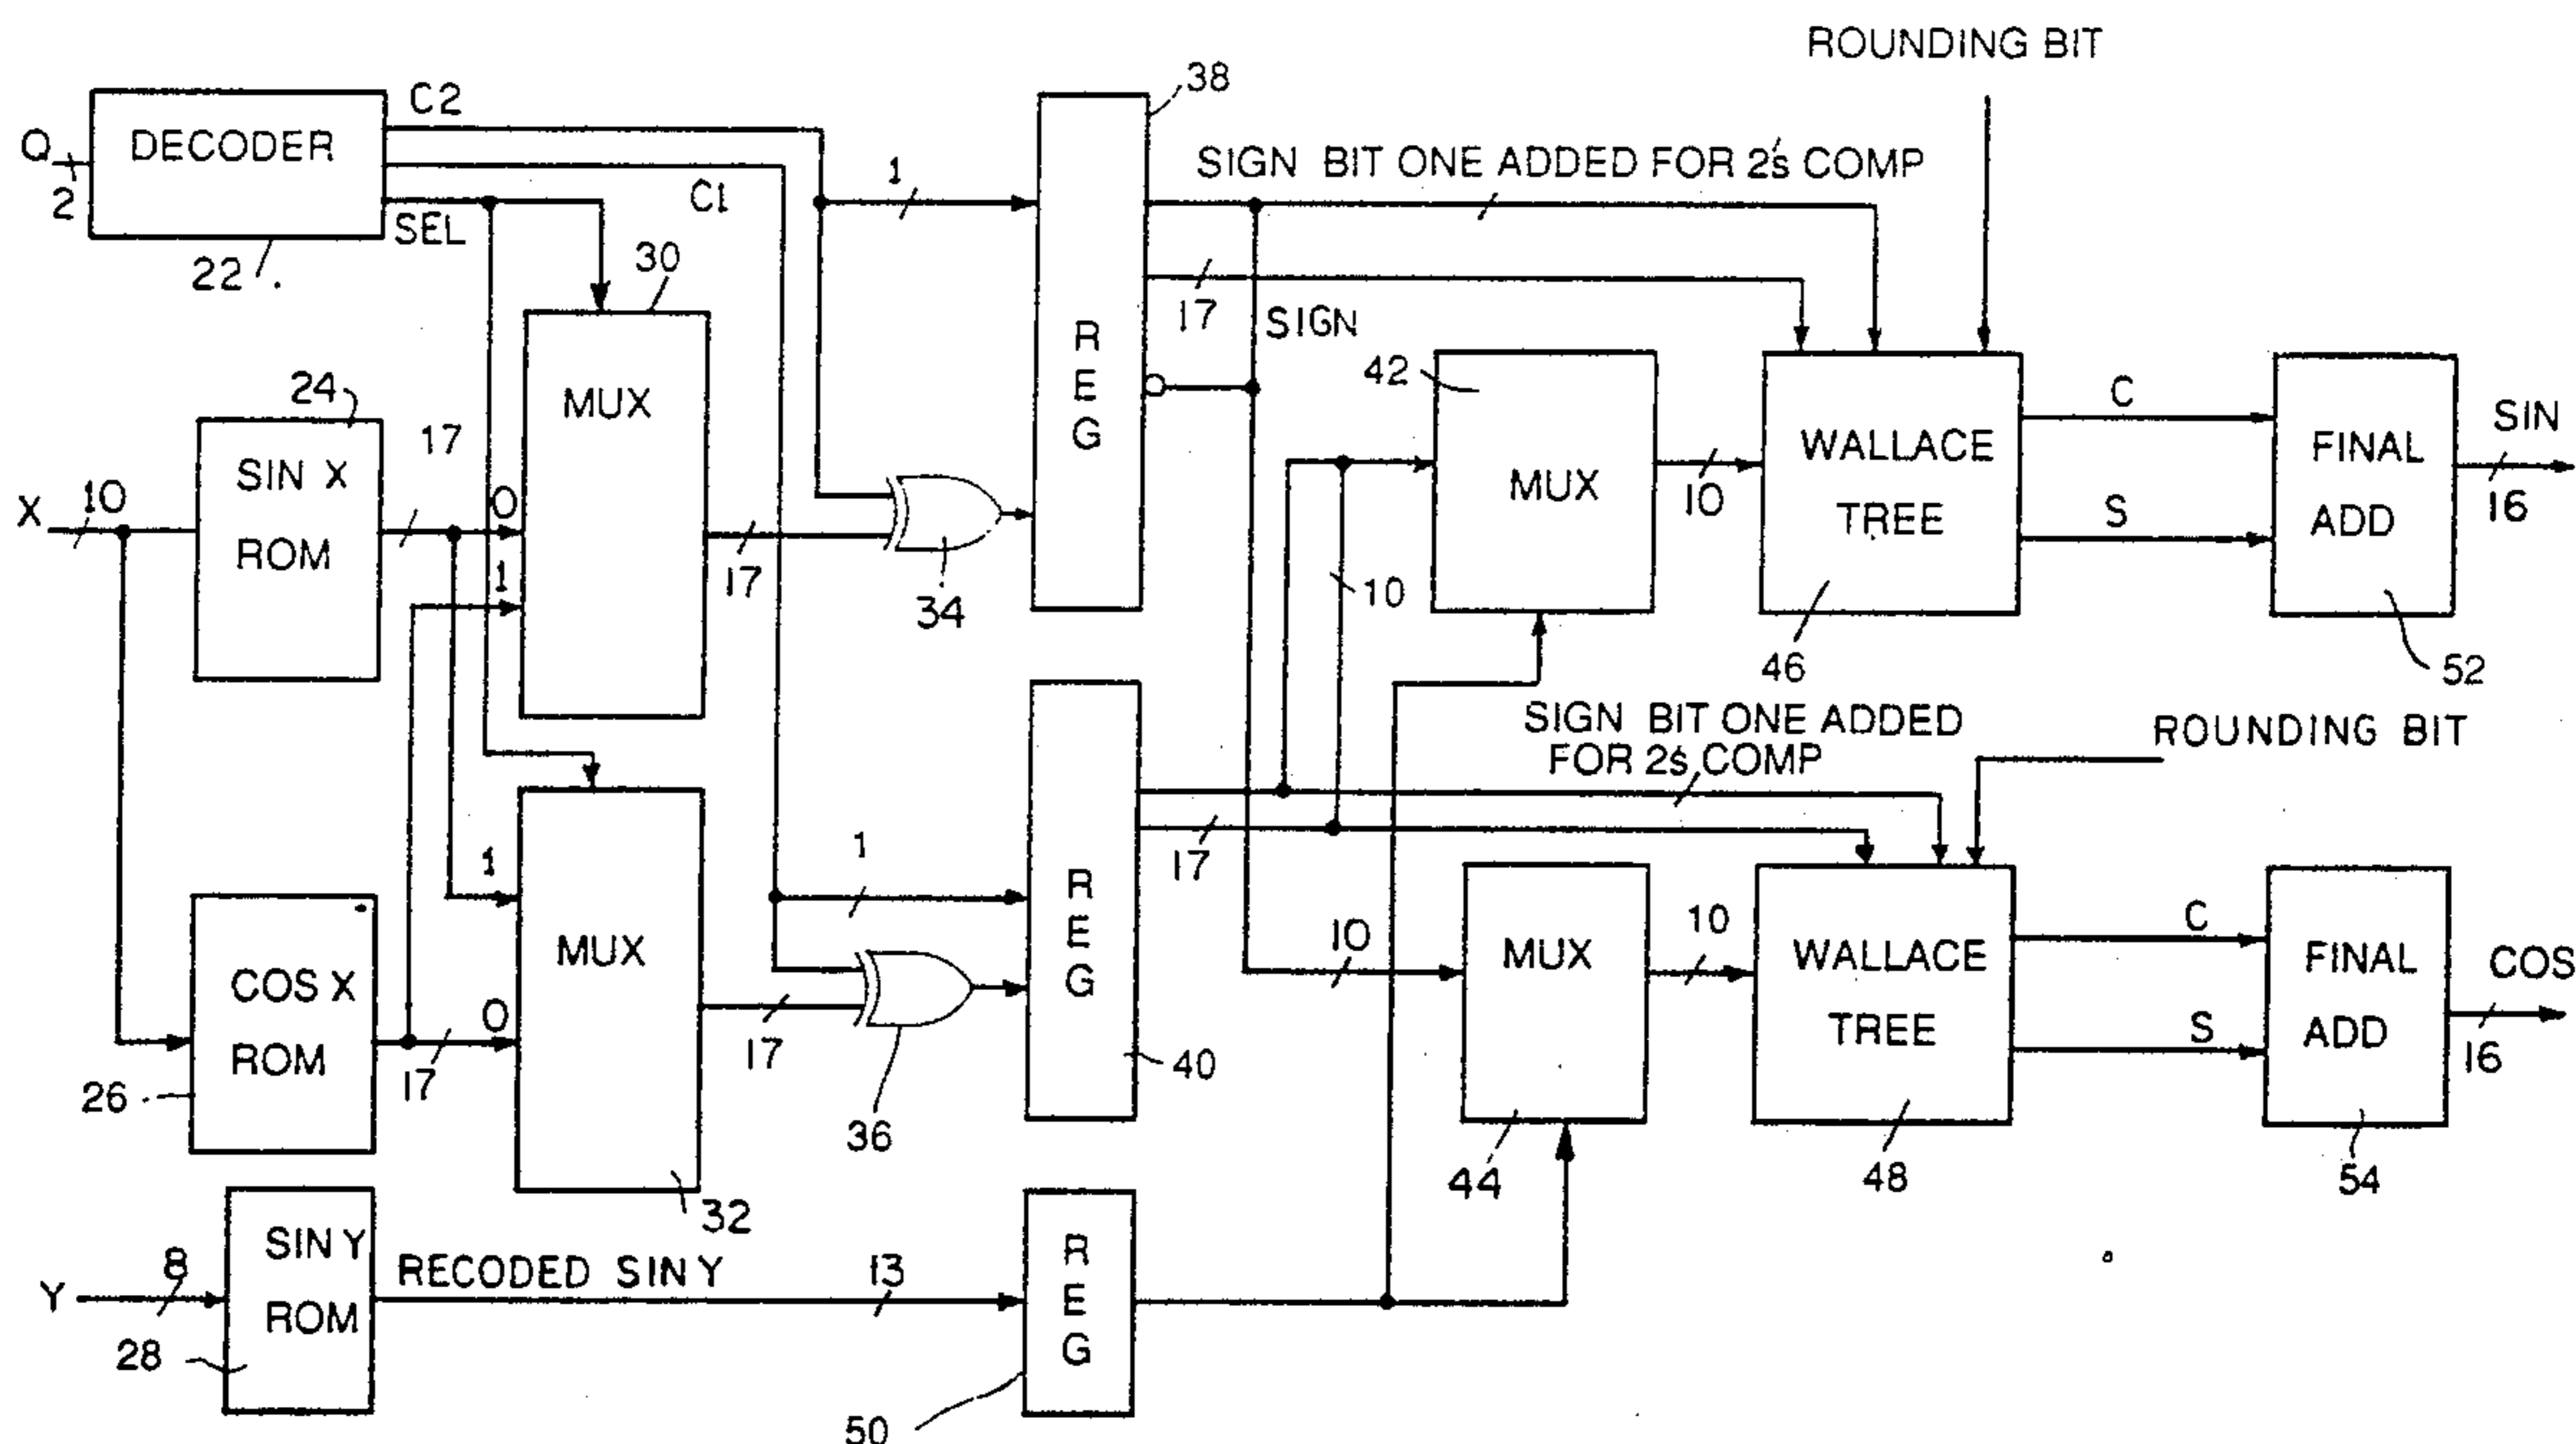 ROUNDING BIT
38
C2
Q
2
DECODER
1
SIGN BIT ONE ADDED FOR 2's COMP
C1
SEL
22
30
17
SIGN
R
E
G
MUX
42
24
17
C
SIN
SIN X
ROM
X
10
0
1
17
34
MUX
10
10
WALLACE
TREE
S
FINAL
ADD
16
46
52
SIGN BIT ONE ADDED
FOR 2's COMP
ROUNDING BIT
1
1
17
R
E
G
MUX
10
MUX
10
WALLACE
TREE
C
FINAL
ADD
COS
COS X
ROM
0
17
17
S
16
26
40
36
44
48
54
32
SIN Y
ROM
Y
8
RECODED SIN Y
13
R
E
G
28
50